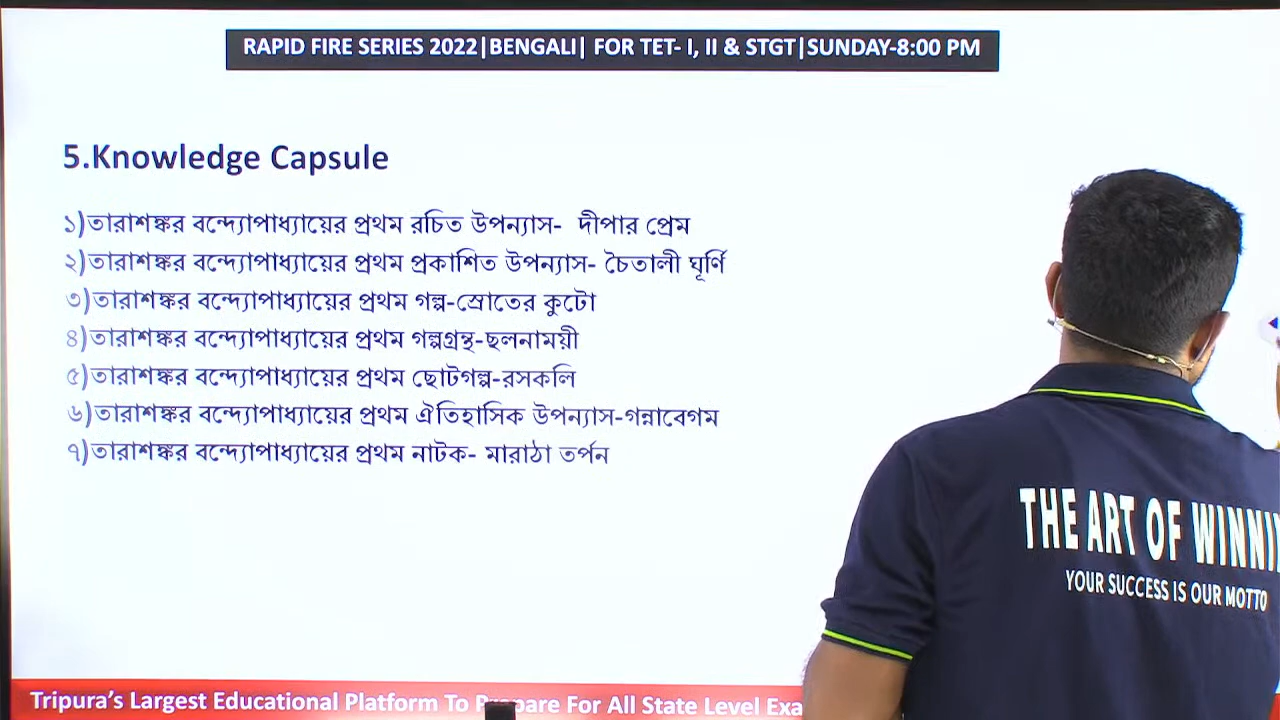 RAPID FIRE SERIES 2022|BENGALI| FOR TET- I, II & STGT|SUNDAY-8:00 PM
5.Knowledge Capsule
১)তারাশঙ্কর বন্দ্যোপাধ্যায়ের প্রথম রচিত উপন্যাস- দীপার প্রেম
২)তারাশঙ্কর বন্দ্যোপাধ্যায়ের প্রথম প্রকাশিত উপন্যাস- চৈতালী ঘূর্ণি
৩)তারাশঙ্কর বন্দ্যোপাধ্যায়ের প্রথম গল্প-স্রোতের কুটো
৪)তারাশঙ্কর বন্দ্যোপাধ্যায়ের প্রথম গল্পগ্রন্থ-ছলনাময়ী
৫)তারাশঙ্কর বন্দ্যোপাধ্যায়ের প্রথম ছোটগল্প-রসকলি
৬)তারাশঙ্কর বন্দ্যোপাধ্যায়ের প্রথম ঐতিহাসিক উপন্যাস-গন্নাবেগম
৭)তারাশঙ্কর বন্দ্যোপাধ্যায়ের প্রথম নাটক- মারাঠা তর্পন
THE ART OF WINNI
YOUR SUCCESS IS OUR MOTTO
Tripura's Largest Educational Platform To Prepare For All State Level Exa